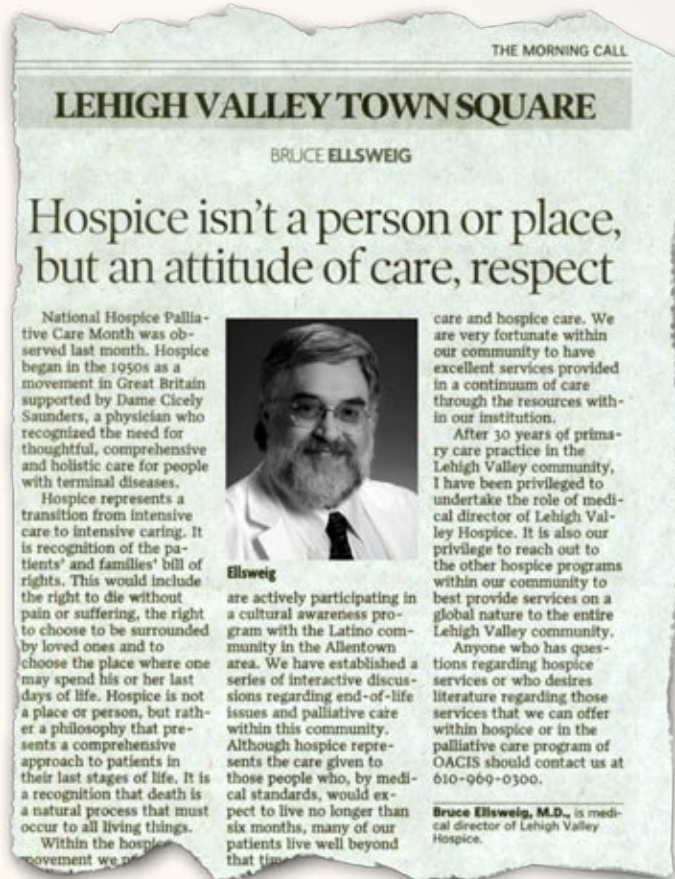 THE MORNING CALL
LEHIGH VALLEY TOWN SQUARE
BRUCE ELLSWEIG
Hospice isn't a person or place,
but an attitude of care, respect
National Hospice Pallia-
tive Care Month was ob-
served last month. Hospice
began in the 1950s as a
movement in Great Britain
supported by Dame Cicely
Saunders, a physician who
recognized the need for
thoughtful, comprehensive
and holistic care for people
with terminal diseases.
Hospice represents a
transition from intensive
care to intensive caring. It
is recognition of the pa-
tients' and families' bill of
rights. This would include
the right to die without
pain or suffering, the right
to choose to be surrounded
by loved ones and to
choose the place where one
may spend his or her last
days of life. Hospice is not
a place or person, but rath-
er a philosophy that pre-
sents a comprehensive
approach to patients in
their last stages of life. It is
a recognition that death is
a natural process that must
occur to all living things.
Within the hospice
movement we
Ellsweig
are actively participating in
a cultural awareness pro-
gram with the Latino com-
munity in the Allentown
area. We have established a
series of interactive discus-
sions regarding end-of-life
issues and palliative care
within this community.
Although hospice repre-
sents the care given to
those people who, by medi-
cal standards, would ex-
pect to live no longer than
six months, many of our
patients live well beyond
that time
care and hospice care. We
are very fortunate within
our community to have
excellent services provided
in a continuum of care
through the resources with-
in our institution.
After 30 years of prima-
ry care practice in the
Lehigh Valley community,
I have been privileged to
undertake the role of medi-
cal director of Lehigh Val-
ley Hospice. It is also our
privilege to reach out to
the other hospice programs
within our community to
best provide services on a
global nature to the entire
Lehigh Valley community.
Anyone who has ques-
tions regarding hospice
services or who desires
literature regarding those
services that we can offer
within hospice or in the
palliative care program of
OACIS should contact us at
610-969-0300.
Bruce Ellsweig, M.D., is medi-
cal director of Lehigh Valley
Hospice.